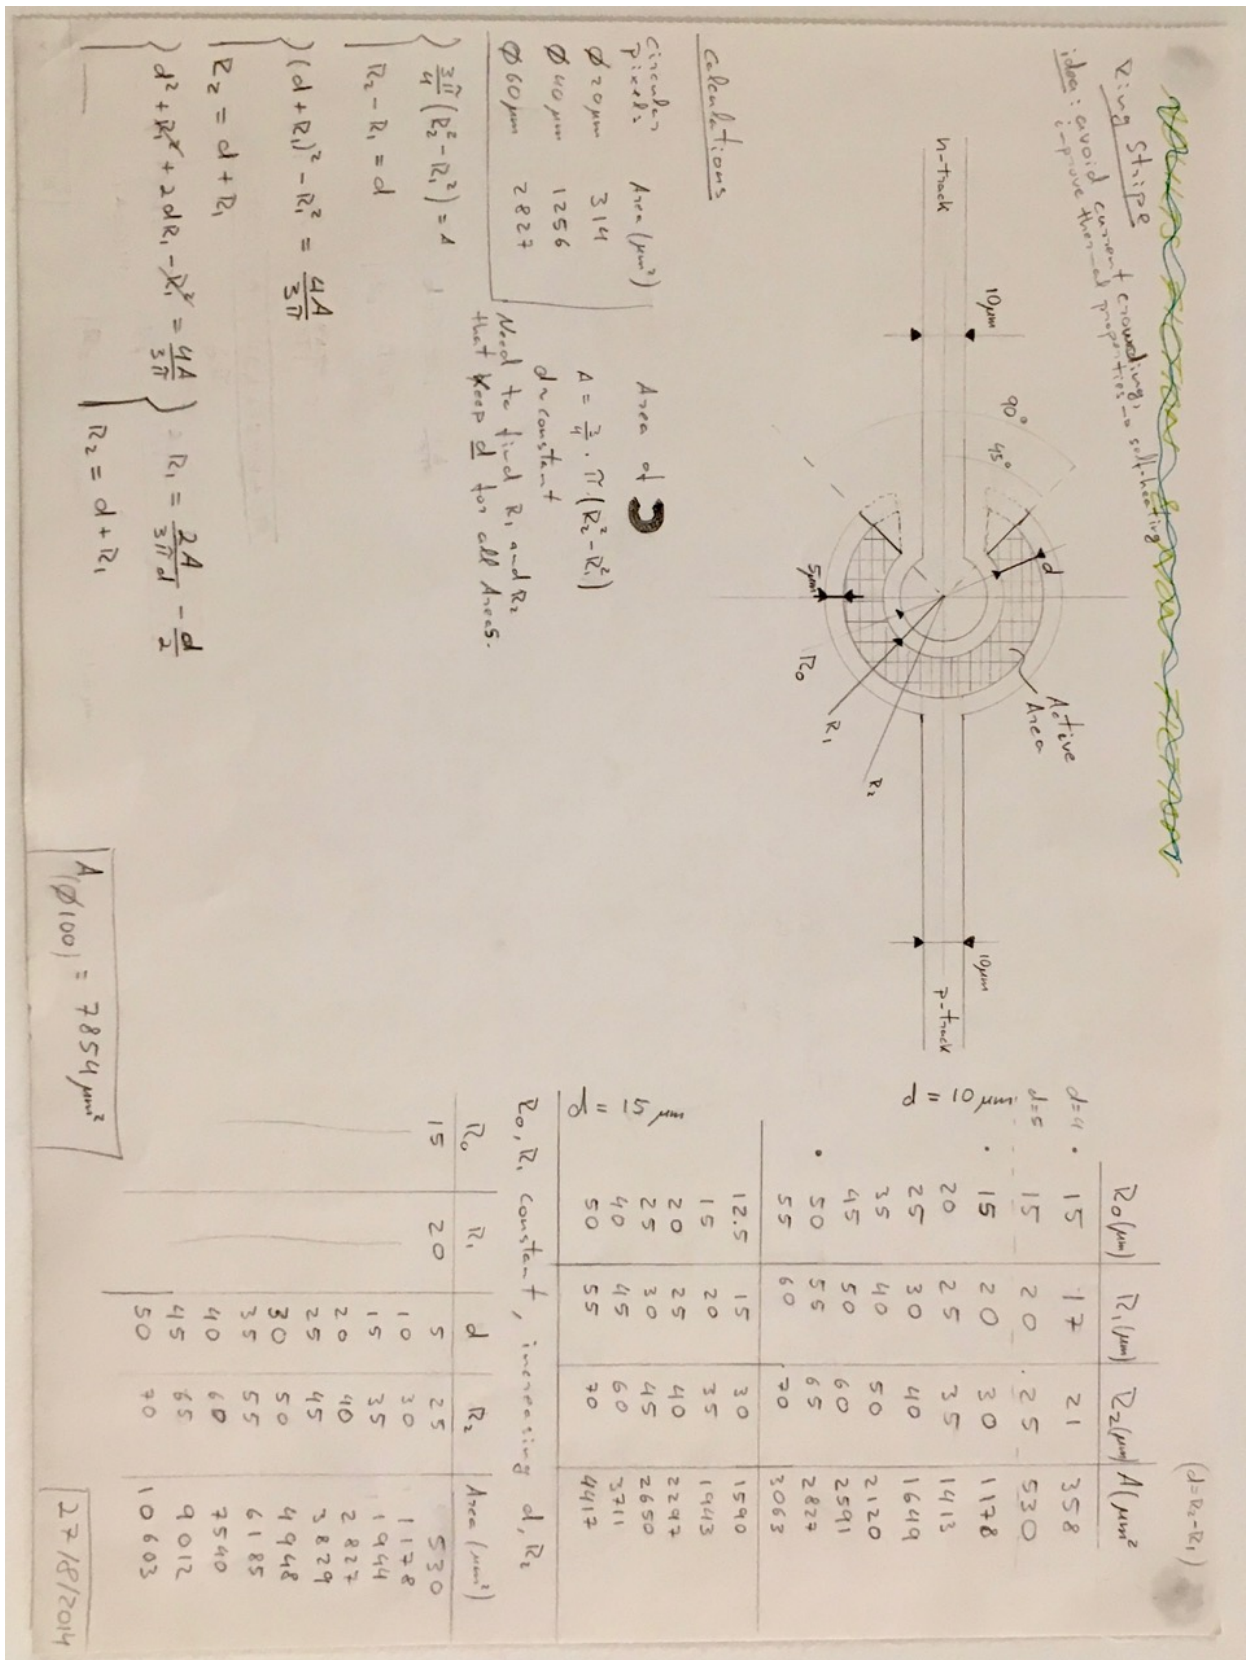 Ring Stripe
idea: avoid current crowding,
improve thermal properties → self-heating
n-track
10μm
90°
45°
d
5μm
R0
R1
R2
Active
Area
10μm
p-track
Calculations
Circular pixels Area (μm²)
Ø 20μm 314
Ø 40μm 1256
Ø 60μm 2827
Area of
A = 3/4 · π · (R2² - R1²)
d ~ constant
Need to find R1 and R2
that keep d for all Areas.
3π/4 (R2² - R1²) = A
R2 - R1 = d
(d + R1)² - R1² = 4A/3π
R2 = d + R1
d² + R1² + 2dR1 - R1² = 4A/3π
R1 = 2A/3πd - d/2
R2 = d + R1
A(Ø100) = 7854 μm²
(d = R2 - R1)
R0 (μm) R1 (μm) R2 (μm) A (μm²
d=4 · 15 17 21 358
d=5 15 20 25 530
d = 10 μm
· 15 20 30 1178
20 25 35 1413
25 30 40 1649
35 40 50 2120
45 50 60 2591
· 50 55 65 2827
55 60 70 3063
d = 15 μm
12.5 15 30 1590
15 20 35 1943
20 25 40 2297
25 30 45 2650
40 45 60 3711
50 55 70 4417
R0, R1 constant, increasing d, R2
R0 R1 d R2 Area (μm²)
15 20 5 25 530
10 30 1178
15 35 1944
20 40 2827
25 45 3829
30 50 4948
35 55 6185
40 60 7540
45 65 9012
50 70 10603
27/8/2014